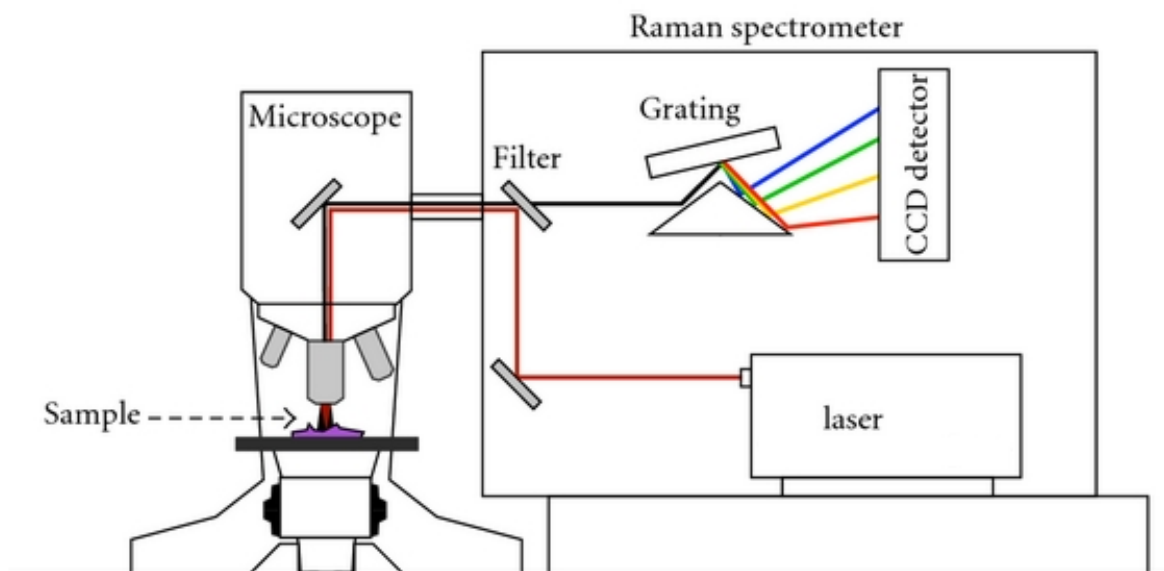 Raman spectrometer
Microscope
Grating
Filter
CCD detector
Sample
laser